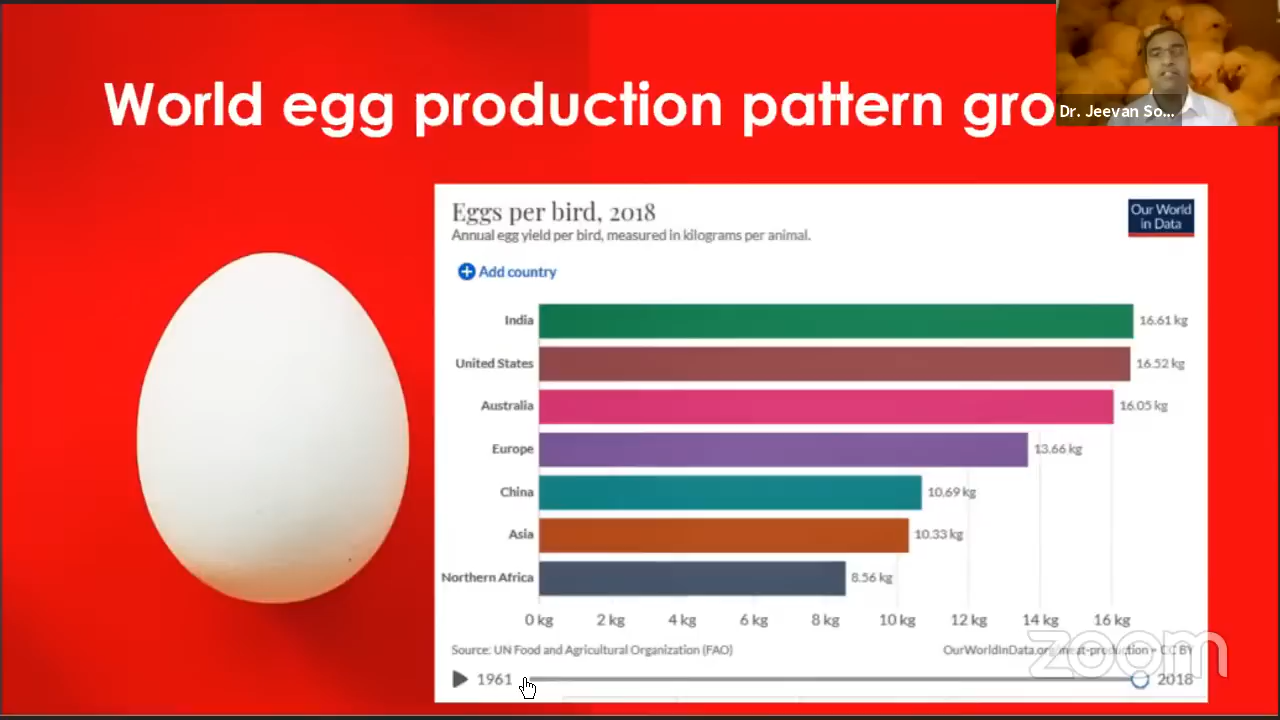 World egg production pattern gro
Dr. Jeevan So...
Eggs per bird, 2018
Annual egg yield per bird, measured in kilograms per animal.
Our World
in Data
Add country
India 16.61 kg
United States 16.52 kg
Australia 16.05 kg
Europe 13.66 kg
China 10.69 kg
Asia 10.33 kg
Northern Africa 8.56 kg
0 kg 2 kg 4 kg 6 kg 8 kg 10 kg 12 kg 14 kg 16 kg
Source: UN Food and Agricultural Organization (FAO)
OurWorldInData.org/meat-production • CC BY
zoom
1961 2018